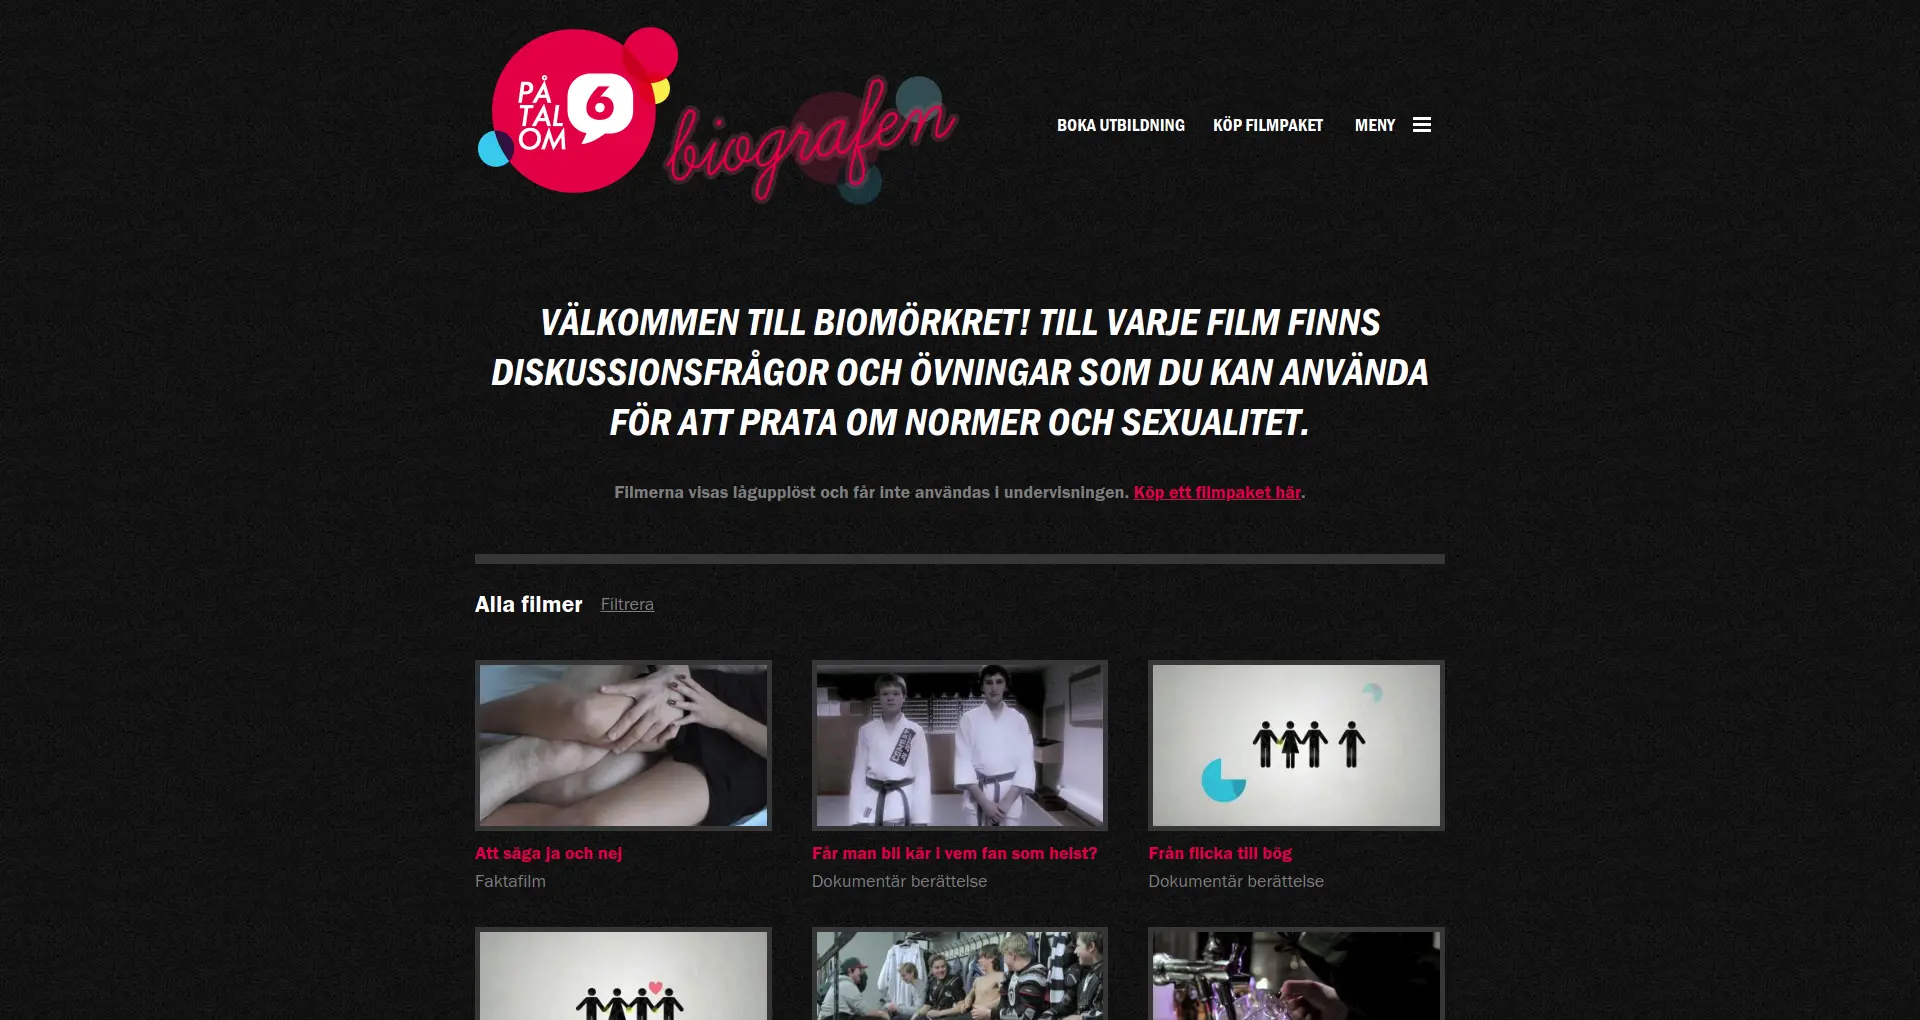 PÅ
TAL
OM
6
biografen
BOKA UTBILDNING KÖP FILMPAKET MENY
VÄLKOMMEN TILL BIOMÖRKRET! TILL VARJE FILM FINNS
DISKUSSIONSFRÅGOR OCH ÖVNINGAR SOM DU KAN ANVÄNDA
FÖR ATT PRATA OM NORMER OCH SEXUALITET.
Filmerna visas lågupplöst och får inte användas i undervisningen. Köp ett filmpaket här.
Alla filmer Filtrera
Att säga ja och nej
Faktafilm
Får man bli kär i vem fan som helst?
Dokumentär berättelse
Från flicka till bög
Dokumentär berättelse